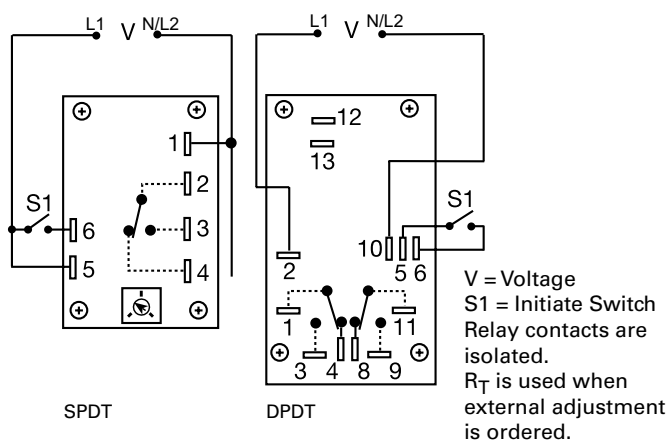 L1 V N/L2
L1 V N/L2
1
2
3
4
S1
6
5
12
13
S1
10 5 6
2
1
11
3 4 8 9
V = Voltage
S1 = Initiate Switch
Relay contacts are
isolated.
RT is used when
external adjustment
is ordered.
SPDT
DPDT